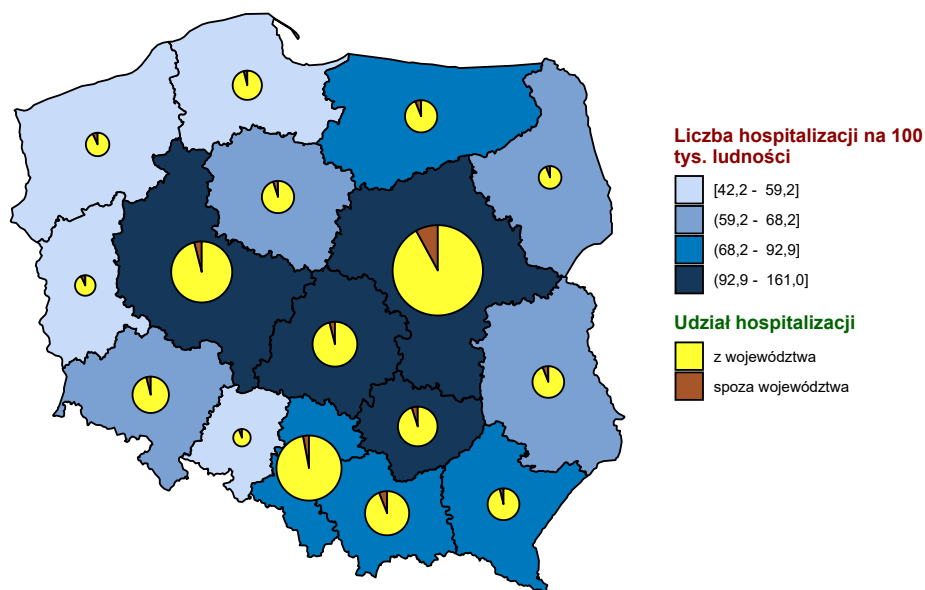 Liczba hospitalizacji na 100
tys. ludności
[42,2 - 59,2]
(59,2 - 68,2]
(68,2 - 92,9]
(92,9 - 161,0]
Udział hospitalizacji
z województwa
spoza województwa